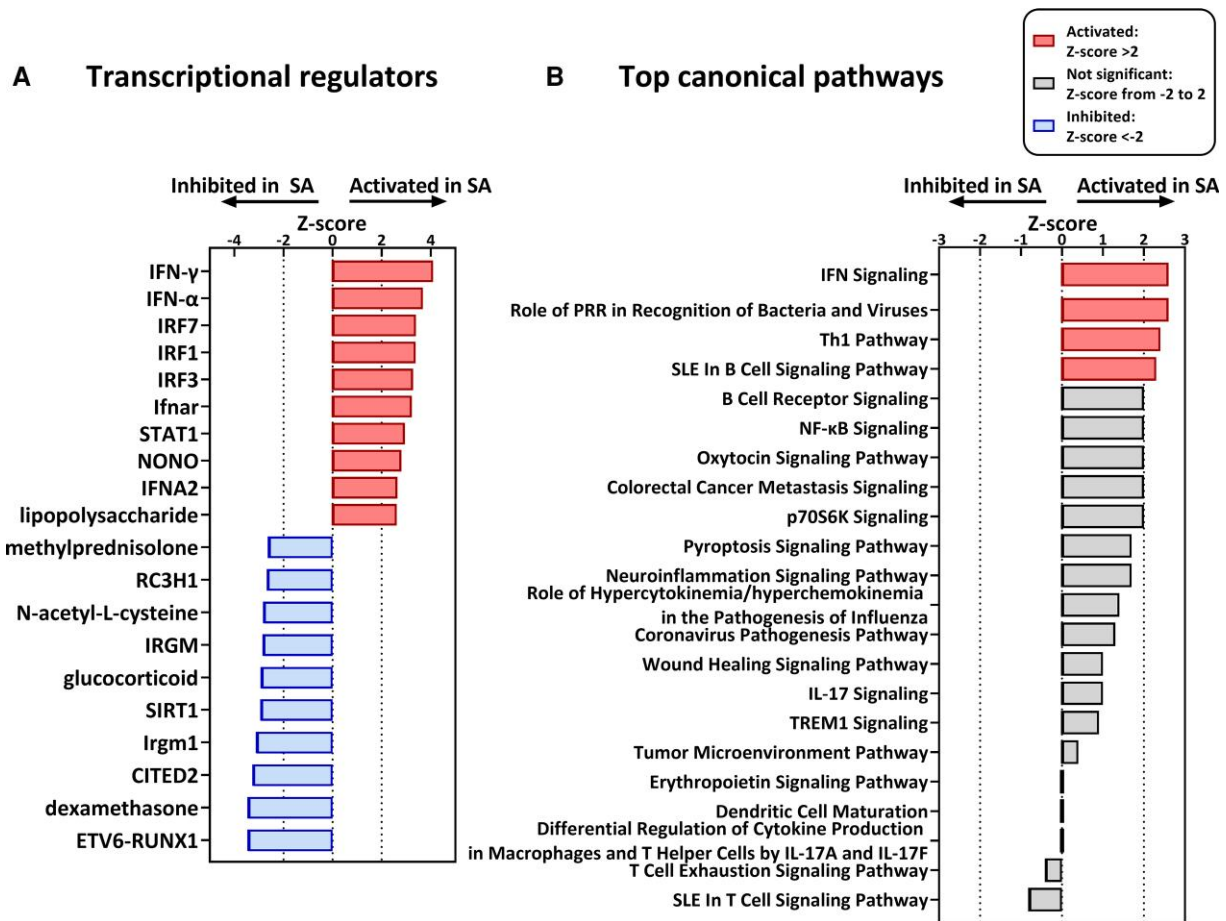 A Transcriptional regulators
B Top canonical pathways
Activated:
Z-score >2
Not significant:
Z-score from -2 to 2
Inhibited:
Z-score <-2
Inhibited in SA Activated in SA
Z-score
-4 -2 0 2 4
IFN-γ
IFN-α
IRF7
IRF1
IRF3
Ifnar
STAT1
NONO
IFNA2
lipopolysaccharide
methylprednisolone
RC3H1
N-acetyl-L-cysteine
IRGM
glucocorticoid
SIRT1
Irgm1
CITED2
dexamethasone
ETV6-RUNX1
Inhibited in SA Activated in SA
Z-score
-3 -2 -1 0 1 2 3
IFN Signaling
Role of PRR in Recognition of Bacteria and Viruses
Th1 Pathway
SLE In B Cell Signaling Pathway
B Cell Receptor Signaling
NF-κB Signaling
Oxytocin Signaling Pathway
Colorectal Cancer Metastasis Signaling
p70S6K Signaling
Pyroptosis Signaling Pathway
Neuroinflammation Signaling Pathway
Role of Hypercytokinemia/hyperchemokinemia
in the Pathogenesis of Influenza
Coronavirus Pathogenesis Pathway
Wound Healing Signaling Pathway
IL-17 Signaling
TREM1 Signaling
Tumor Microenvironment Pathway
Erythropoietin Signaling Pathway
Dendritic Cell Maturation
Differential Regulation of Cytokine Production
in Macrophages and T Helper Cells by IL-17A and IL-17F
T Cell Exhaustion Signaling Pathway
SLE In T Cell Signaling Pathway